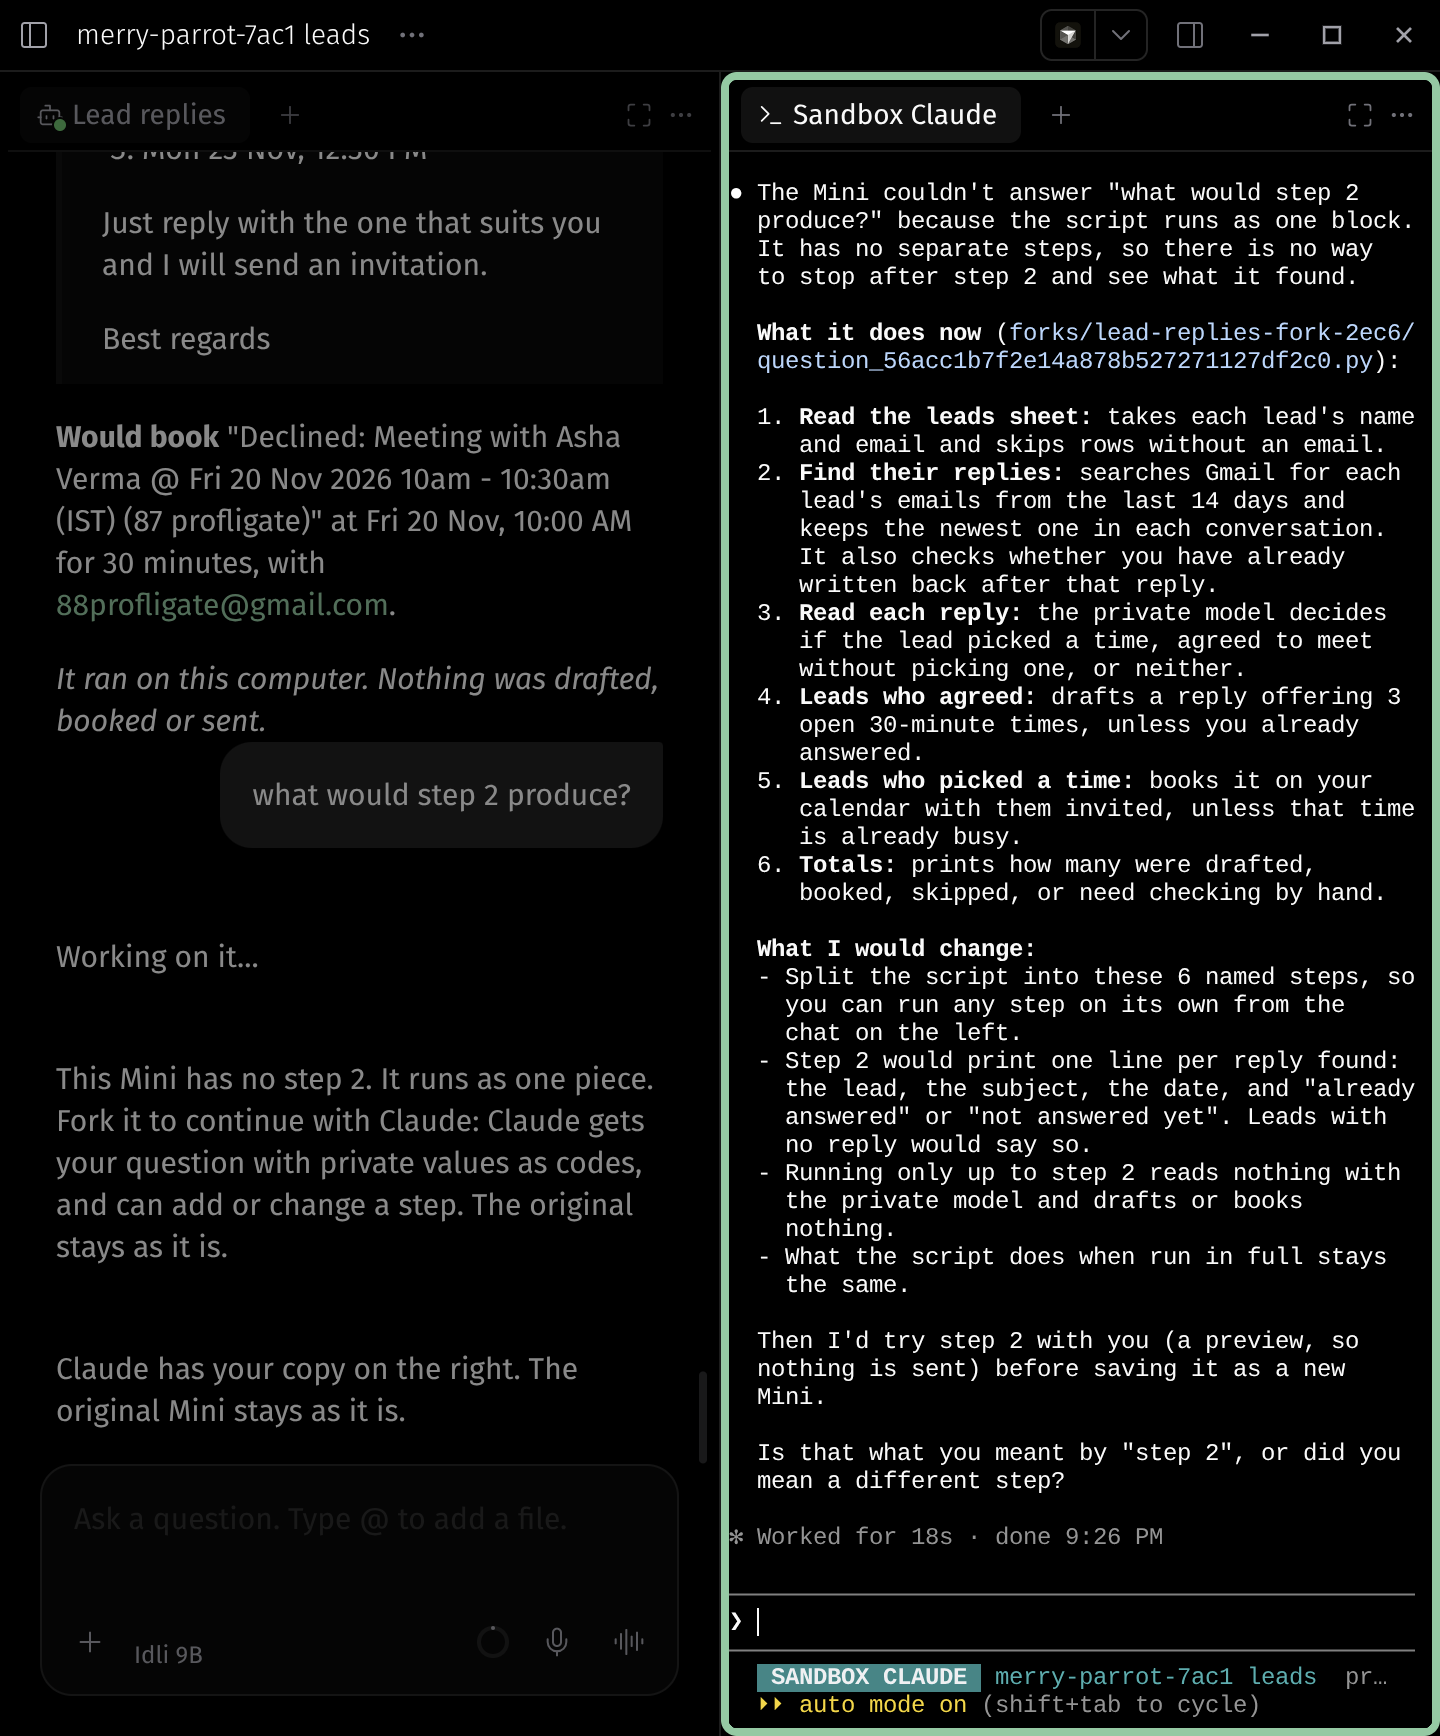 merry-parrot-7ac1 leads
Lead replies
3. Mon 23 Nov, 12:30 PM
Just reply with the one that suits you
and I will send an invitation.
Best regards
Would book "Declined: Meeting with Asha
Verma @ Fri 20 Nov 2026 10am - 10:30am
(IST) (87 profligate)" at Fri 20 Nov, 10:00 AM
for 30 minutes, with
88profligate@gmail.com.
It ran on this computer. Nothing was drafted,
booked or sent.
what would step 2 produce?
Working on it...
This Mini has no step 2. It runs as one piece.
Fork it to continue with Claude: Claude gets
your question with private values as codes,
and can add or change a step. The original
stays as it is.
Claude has your copy on the right. The
original Mini stays as it is.
Ask a question. Type @ to add a file.
Idli 9B
Sandbox Claude
● The Mini couldn't answer "what would step 2
produce?" because the script runs as one block.
It has no separate steps, so there is no way
to stop after step 2 and see what it found.
What it does now (forks/lead-replies-fork-2ec6/
question_56acc1b7f2e14a878b527271127df2c0.py):
1. Read the leads sheet: takes each lead's name
and email and skips rows without an email.
2. Find their replies: searches Gmail for each
lead's emails from the last 14 days and
keeps the newest one in each conversation.
It also checks whether you have already
written back after that reply.
3. Read each reply: the private model decides
if the lead picked a time, agreed to meet
without picking one, or neither.
4. Leads who agreed: drafts a reply offering 3
open 30-minute times, unless you already
answered.
5. Leads who picked a time: books it on your
calendar with them invited, unless that time
is already busy.
6. Totals: prints how many were drafted,
booked, skipped, or need checking by hand.
What I would change:
- Split the script into these 6 named steps, so
you can run any step on its own from the
chat on the left.
- Step 2 would print one line per reply found:
the lead, the subject, the date, and "already
answered" or "not answered yet". Leads with
no reply would say so.
- Running only up to step 2 reads nothing with
the private model and drafts or books
nothing.
- What the script does when run in full stays
the same.
Then I'd try step 2 with you (a preview, so
nothing is sent) before saving it as a new
Mini.
Is that what you meant by "step 2", or did you
mean a different step?
✻ Worked for 18s · done 9:26 PM
❯
SANDBOX CLAUDE merry-parrot-7ac1 leads pr…
⏵⏵ auto mode on (shift+tab to cycle)